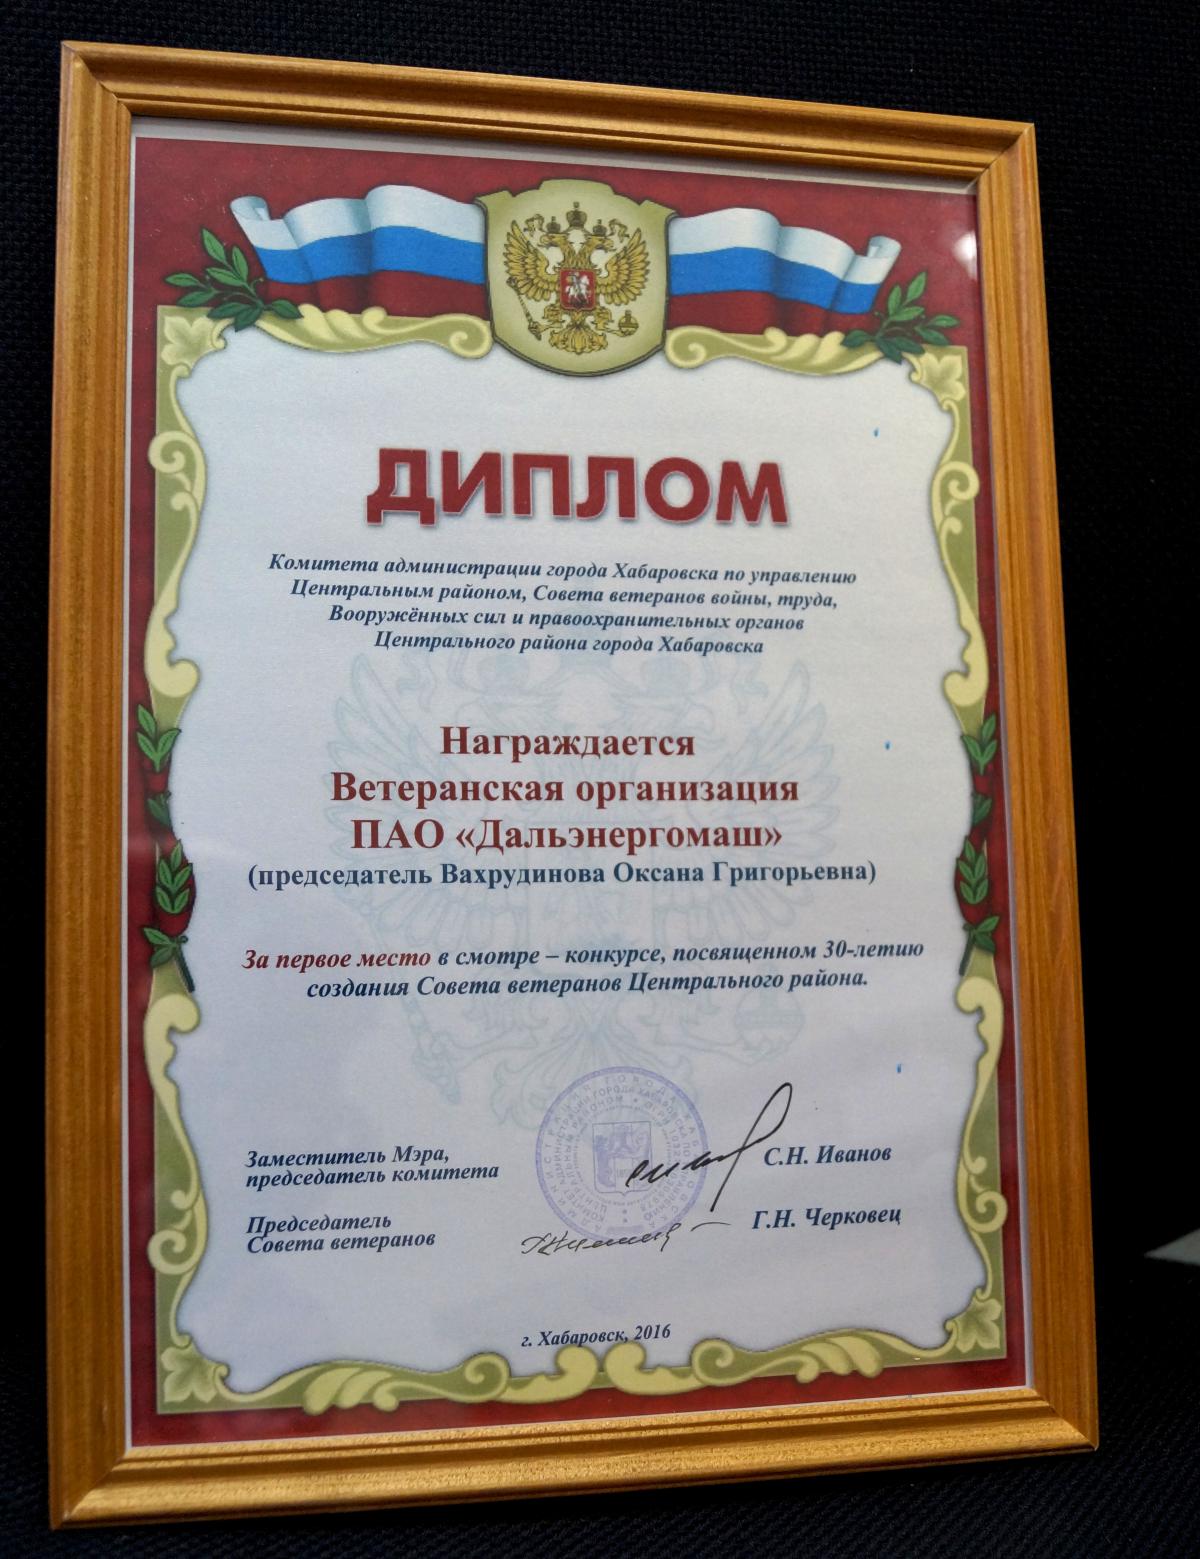 ДИПЛОМ
Комитета администрации города Хабаровска по управлению
Центральным районом, Совета ветеранов войны, труда,
Вооружённых сил и правоохранительных органов
Центрального района города Хабаровска
Награждается
Ветеранская организация
ПАО «Дальэнергомаш»
(председатель Вахрудинова Оксана Григорьевна)
За первое место в смотре – конкурсе, посвященном 30-летию
создания Совета ветеранов Центрального района.
Заместитель Мэра,
председатель комитета
С.Н. Иванов
Председатель
Совета ветеранов
Г.Н. Черковец
г. Хабаровск, 2016